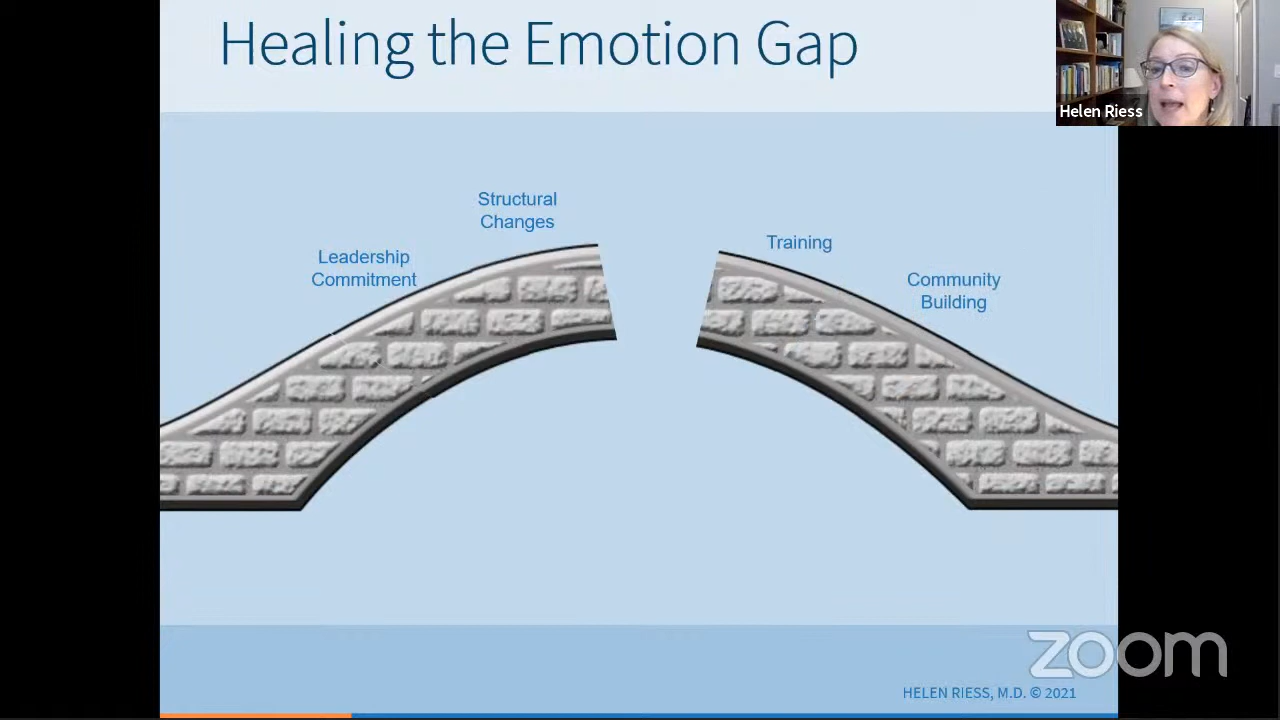 Healing the Emotion Gap
Helen Riess
Structural
Changes
Leadership
Commitment
Training
Community
Building
zoom
HELEN RIESS, M.D. © 2021